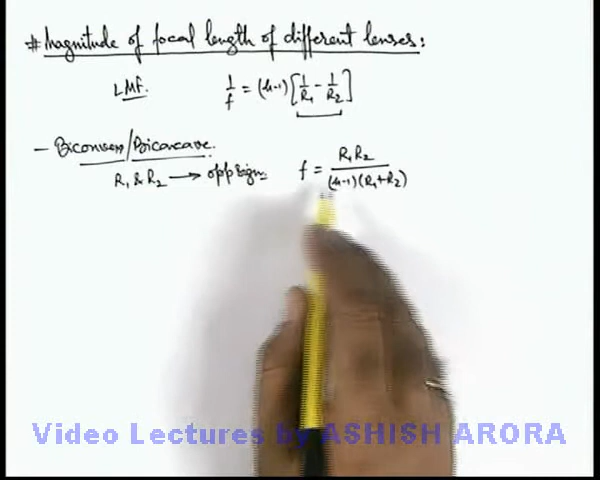 # Magnitude of focal length of different lenses:
LMF. 1/f = (μ-1) [1/R₁ - 1/R₂]
- Biconvex/Biconcave.
R₁ & R₂ → opp sign. f = R₁R₂/(μ-1)(R₁+R₂)
Video Lectures by ASHISH ARORA